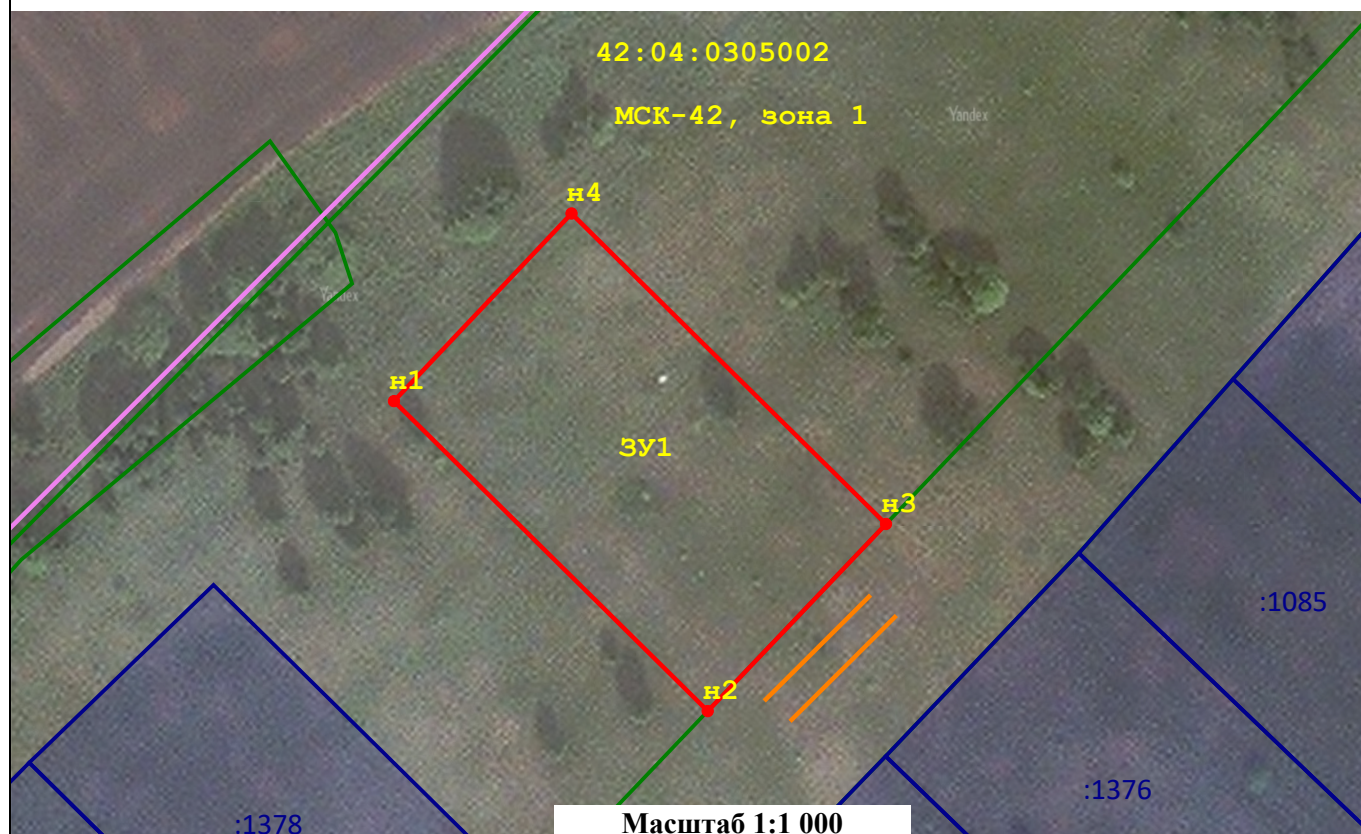 42:04:0305002
МСК-42, зона 1
Yandex
н4
Yandex
н1
ЗУ1
н3
:1085
н2
:1376
:1378
Масштаб 1:1 000